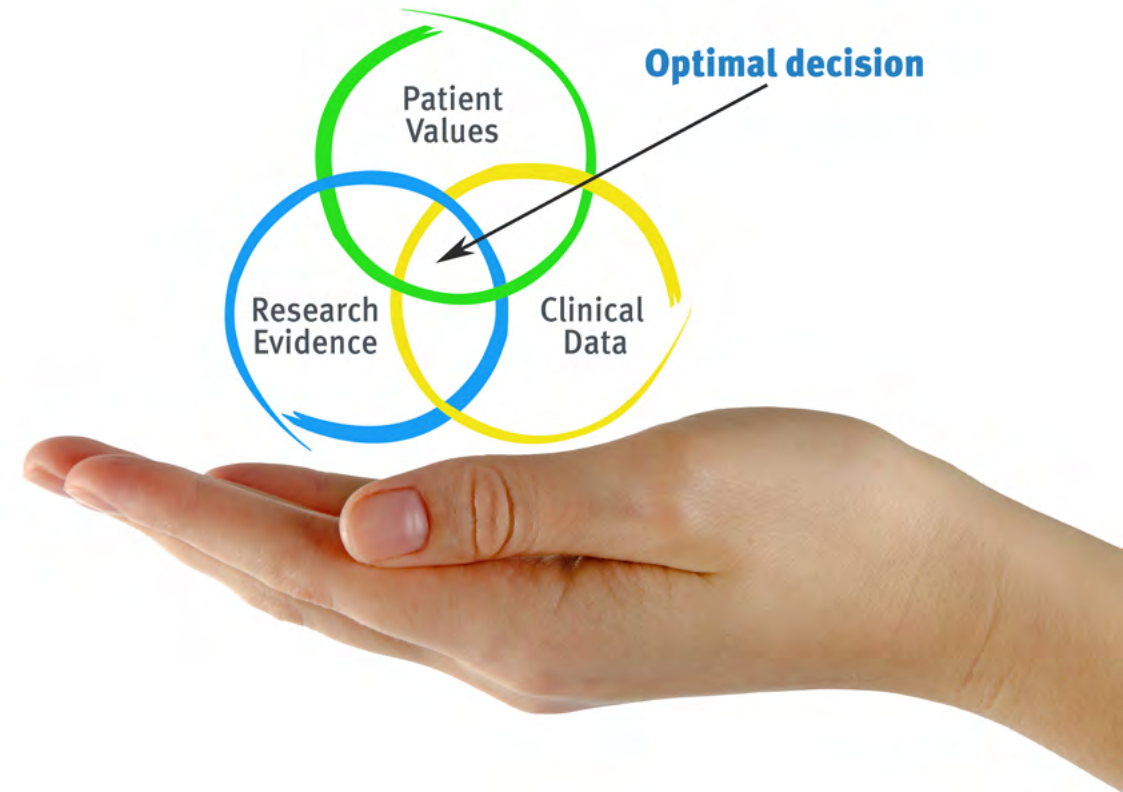 Optimal decision
Patient
Values
Research
Evidence
Clinical
Data